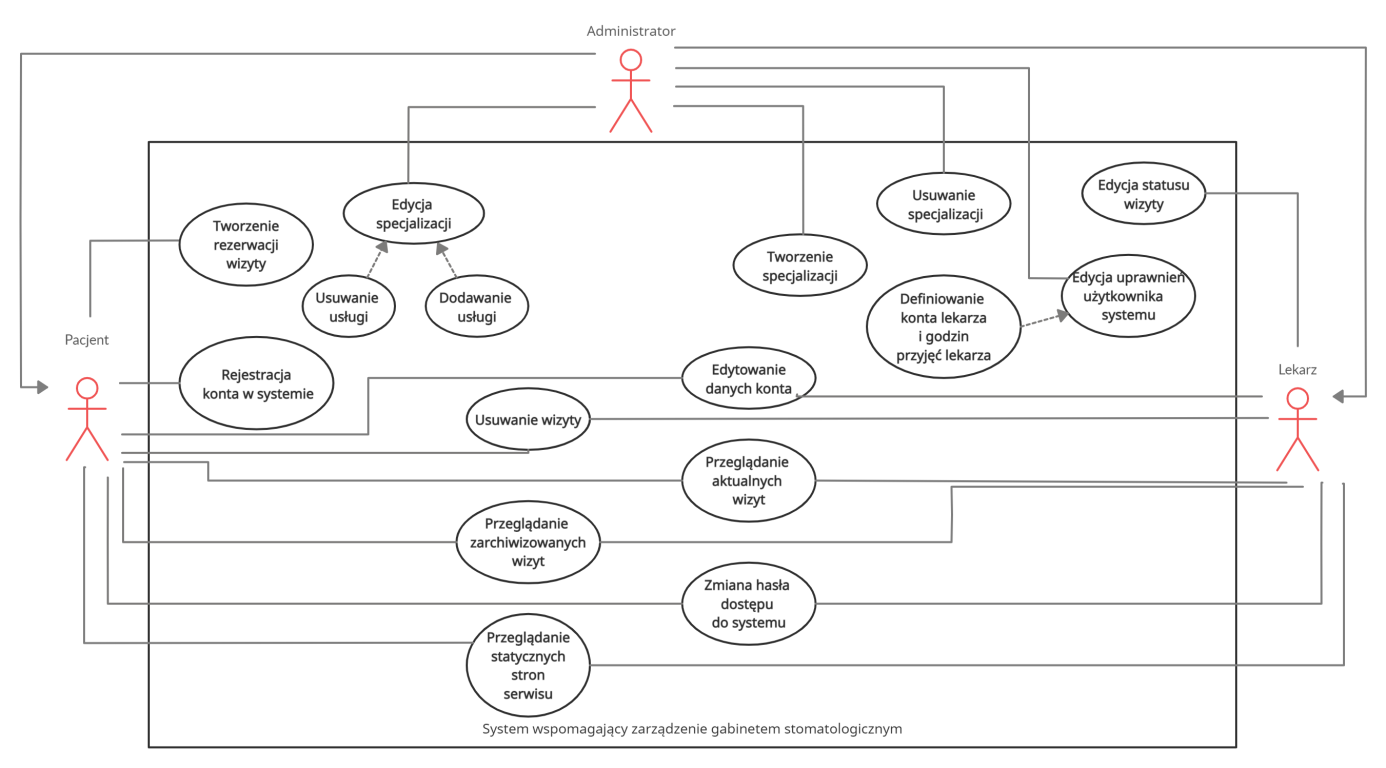 Administrator
Edycja statusu
wizyty
Usuwanie
specjalizacji
Edycja
specjalizacji
Tworzenie
rezerwacji
wizyty
Tworzenie
specjalizacji
Edycja uprawnień
użytkownika
systemu
Usuwanie
usługi
Dodawanie
usługi
Definiowanie
konta lekarza
i godzin
przyjęć lekarza
Pacjent
Lekarz
Rejestracja
konta w systemie
Edytowanie
danych konta
Usuwanie wizyty
Przeglądanie
aktualnych
wizyt
Przeglądanie
zarchiwizowanych
wizyt
Zmiana hasła
dostępu
do systemu
Przeglądanie
statycznych
stron
serwisu
System wspomagający zarządzenie gabinetem stomatologicznym